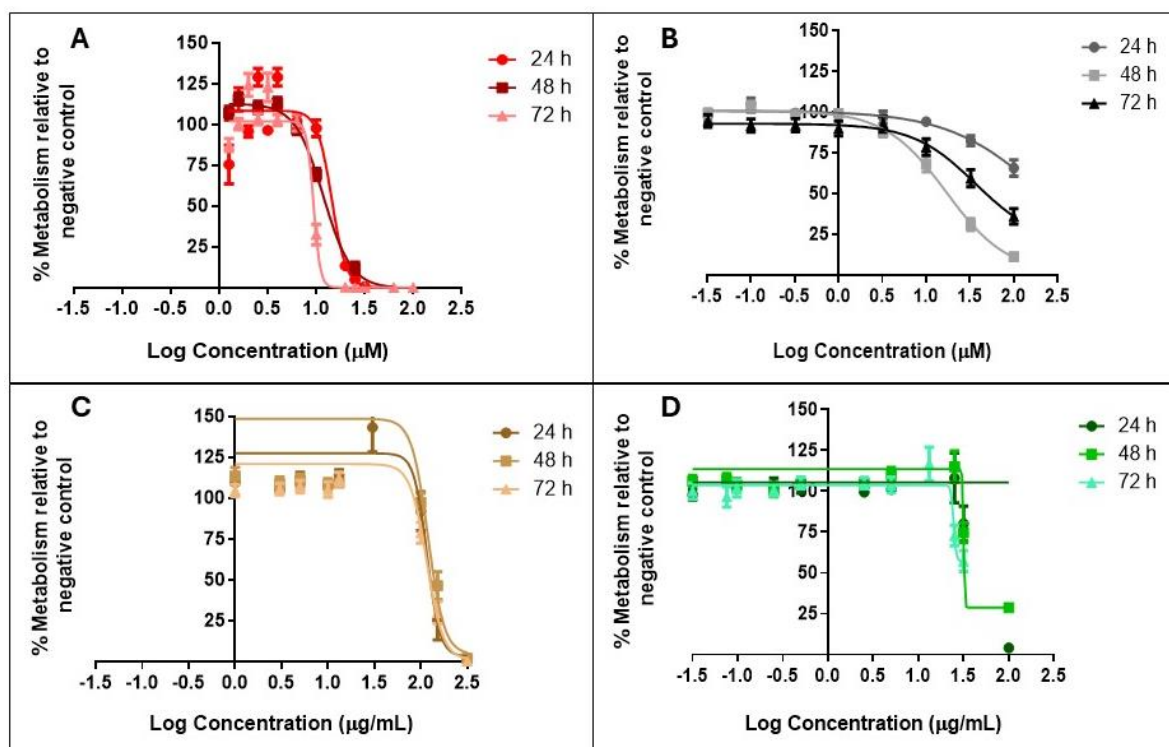 A
150
125
100
75
50
25
-1.5 -1.0 -0.5 0.0 0.5 1.0 1.5 2.0 2.5
% Metabolism relative to
negative control
Log Concentration (μM)
24 h
48 h
72 h
B
150
125
100
75
50
25
-1.5 -1.0 -0.5 0.0 0.5 1.0 1.5 2.0 2.5
% Metabolism relative to
negative control
Log Concentration (μM)
24 h
48 h
72 h
C
150
125
100
75
50
25
-1.5 -1.0 -0.5 0.0 0.5 1.0 1.5 2.0 2.5
% Metabolism relative to
negative control
Log Concentration (μg/mL)
24 h
48 h
72 h
D
150
125
100
75
50
25
-1.5 -1.0 -0.5 0.0 0.5 1.0 1.5 2.0 2.5
% Metabolism relative to
negative control
Log Concentration (μg/mL)
24 h
48 h
72 h